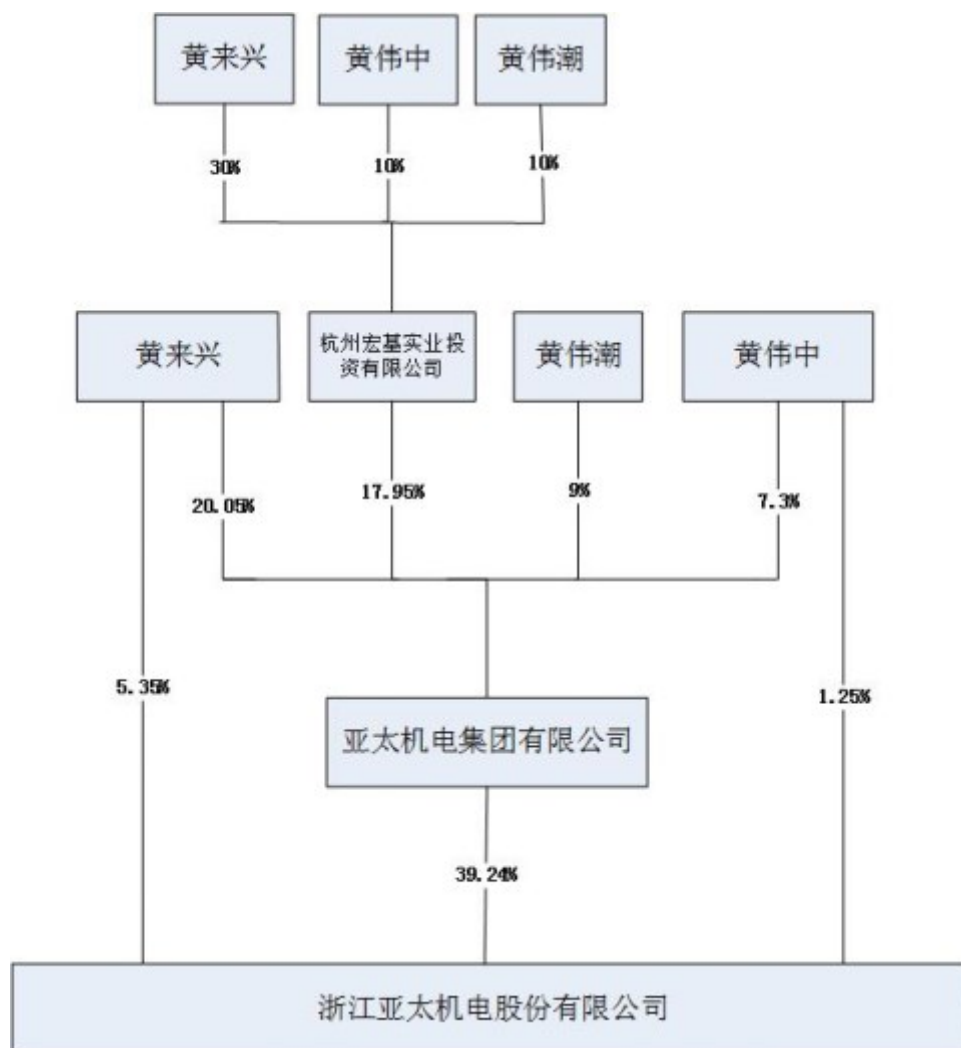 黄来兴
黄伟中
黄伟潮
30%
10%
10%
黄来兴
杭州宏基实业投
资有限公司
黄伟潮
黄伟中
20.05%
17.95%
9%
7.3%
5.35%
1.25%
亚太机电集团有限公司
39.24%
浙江亚太机电股份有限公司